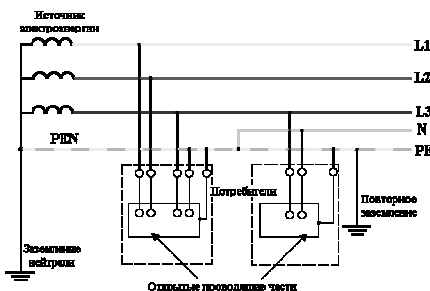 Источник
электроэнергии
L1
L2
L3
N
PEN
PE
Потребители
Повторное
заземление
Заземление
нейтрали
Открытые проводящие части